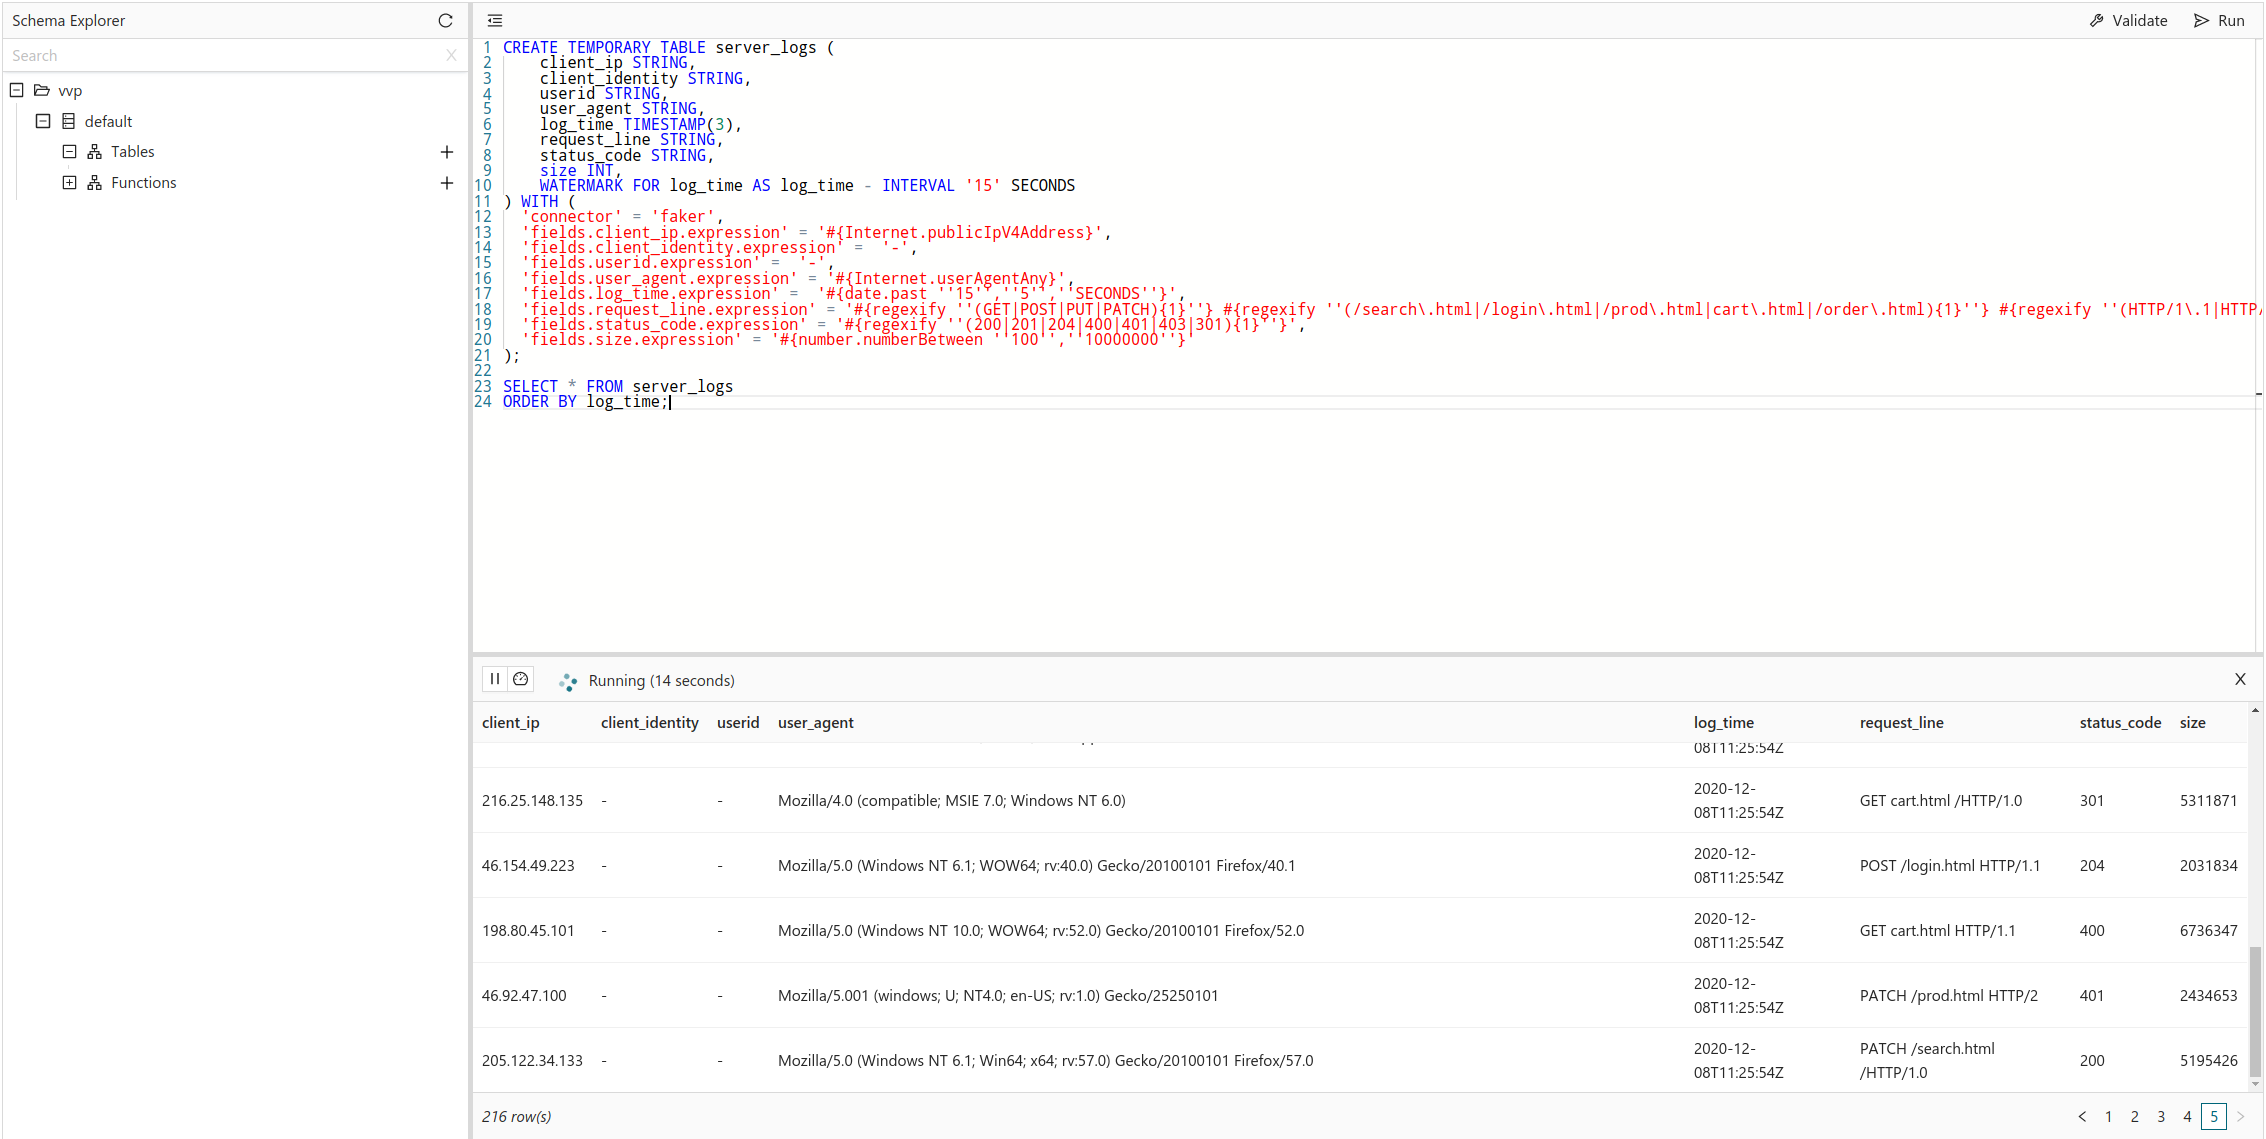 Schema Explorer
Search X
vvp
default
Tables +
Functions +
Validate Run
1 CREATE TEMPORARY TABLE server_logs (
2     client_ip STRING,
3     client_identity STRING,
4     userid STRING,
5     user_agent STRING,
6     log_time TIMESTAMP(3),
7     request_line STRING,
8     status_code STRING,
9     size INT,
10     WATERMARK FOR log_time AS log_time - INTERVAL '15' SECONDS
11 ) WITH (
12   'connector' = 'faker',
13   'fields.client_ip.expression' = '#{Internet.publicIpV4Address}',
14   'fields.client_identity.expression' =  '-',
15   'fields.userid.expression' =  '-',
16   'fields.user_agent.expression' = '#{Internet.userAgentAny}',
17   'fields.log_time.expression' =  '#{date.past ''15'',''5'',''SECONDS''}',
18   'fields.request_line.expression' = '#{regexify ''(GET|POST|PUT|PATCH){1}''} #{regexify ''(/search\.html|/login\.html|/prod\.html|cart\.html|/order\.html){1}''} #{regexify ''(HTTP/1\.1|HTTP/
19   'fields.status_code.expression' = '#{regexify ''(200|201|204|400|401|403|301){1}''}',
20   'fields.size.expression' = '#{number.numberBetween ''100'',''10000000''}'
21 );
22
23 SELECT * FROM server_logs
24 ORDER BY log_time;
Running (14 seconds) X
client_ip client_identity userid user_agent log_time request_line status_code size
08T11:25:54Z
216.25.148.135 - - Mozilla/4.0 (compatible; MSIE 7.0; Windows NT 6.0) 2020-12-08T11:25:54Z GET cart.html /HTTP/1.0 301 5311871
46.154.49.223 - - Mozilla/5.0 (Windows NT 6.1; WOW64; rv:40.0) Gecko/20100101 Firefox/40.1 2020-12-08T11:25:54Z POST /login.html HTTP/1.1 204 2031834
198.80.45.101 - - Mozilla/5.0 (Windows NT 10.0; WOW64; rv:52.0) Gecko/20100101 Firefox/52.0 2020-12-08T11:25:54Z GET cart.html HTTP/1.1 400 6736347
46.92.47.100 - - Mozilla/5.001 (windows; U; NT4.0; en-US; rv:1.0) Gecko/25250101 2020-12-08T11:25:54Z PATCH /prod.html HTTP/2 401 2434653
205.122.34.133 - - Mozilla/5.0 (Windows NT 6.1; Win64; x64; rv:57.0) Gecko/20100101 Firefox/57.0 2020-12-08T11:25:54Z PATCH /search.html /HTTP/1.0 200 5195426
216 row(s) < 1 2 3 4 5 >